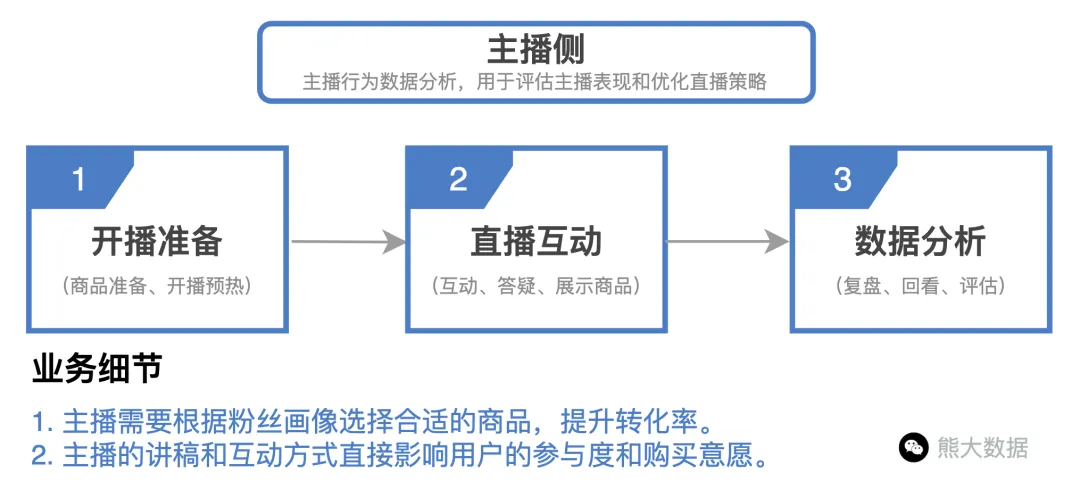 主播侧
主播行为数据分析，用于评估主播表现和优化直播策略
1
开播准备
（商品准备、开播预热）
2
直播互动
（互动、答疑、展示商品）
3
数据分析
（复盘、回看、评估）
业务细节
1. 主播需要根据粉丝画像选择合适的商品，提升转化率。
2. 主播的讲稿和互动方式直接影响用户的参与度和购买意愿。
熊大数据